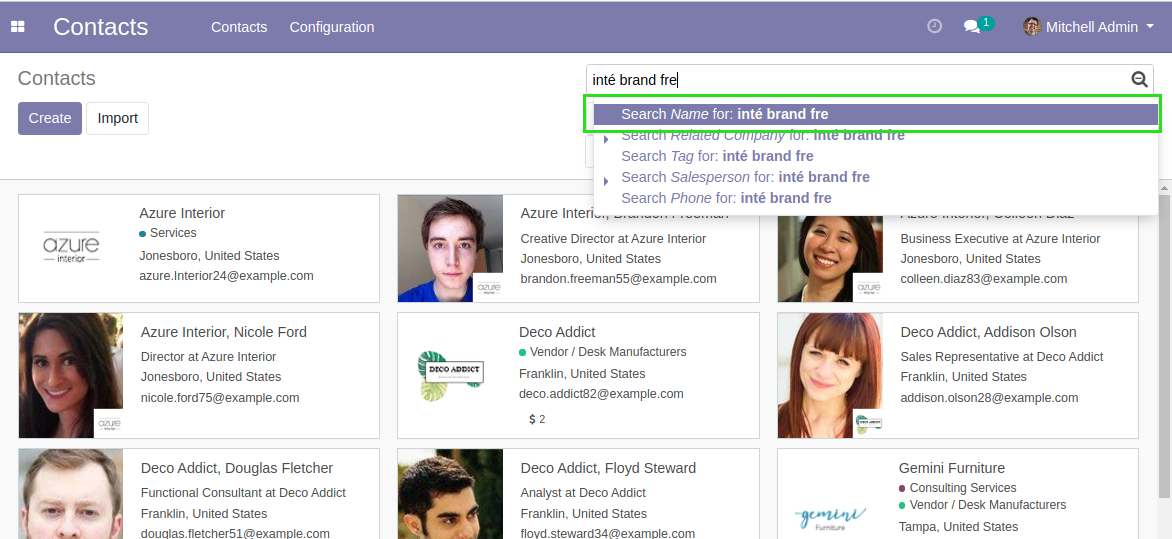 Contacts
Contacts Configuration
1
Mitchell Admin
Contacts
inté brand fre
Create
Import
Search Name for: inté brand fre
Search Related Company for: inté brand fre
Search Tag for: inté brand fre
Search Salesperson for: inté brand fre
Search Phone for: inté brand fre
azure
interior
Azure Interior
Services
Jonesboro, United States
azure.Interior24@example.com
azure
interior
Azure Interior, Brandon Freeman
Creative Director at Azure Interior
Jonesboro, United States
brandon.freeman55@example.com
azure
interior
Azure Interior, Colleen Diaz
Business Executive at Azure Interior
Jonesboro, United States
colleen.diaz83@example.com
azure
interior
Azure Interior, Nicole Ford
Director at Azure Interior
Jonesboro, United States
nicole.ford75@example.com
DECO ADDICT
Deco Addict
Vendor / Desk Manufacturers
Franklin, United States
deco.addict82@example.com
$ 2
DECO ADDICT
Deco Addict, Addison Olson
Sales Representative at Deco Addict
Franklin, United States
addison.olson28@example.com
Deco Addict, Douglas Fletcher
Functional Consultant at Deco Addict
Franklin, United States
douglas.fletcher51@example.com
Deco Addict, Floyd Steward
Analyst at Deco Addict
Franklin, United States
floyd.steward34@example.com
gemini
Furniture
Gemini Furniture
Consulting Services
Vendor / Desk Manufacturers
Tampa, United States